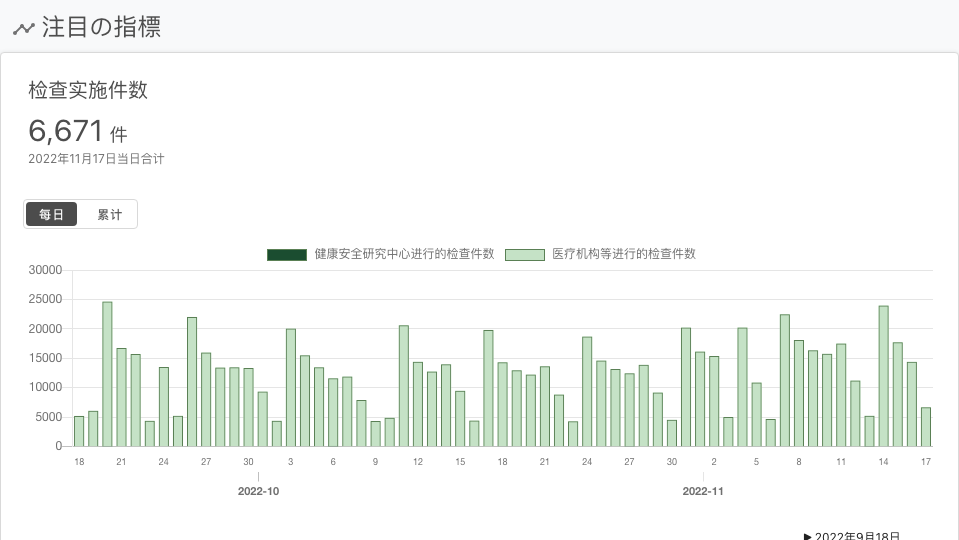 注目の指標
检查实施件数
6,671 件
2022年11月17日当日合计
每日 累计
健康安全研究中心进行的检查件数 医疗机构等进行的检查件数
30000
25000
20000
15000
10000
5000
0
18 21 24 27 30 3 6 9 12 15 18 21 24 27 30 2 5 8 11 14 17
2022-10 2022-11
▶ 2022年9月18日